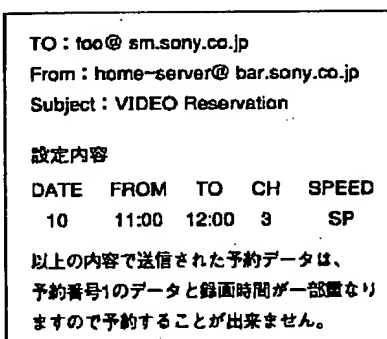 TO：foo@ sm.sony.co.jp
From：home-server@ bar.sony.co.jp
Subject：VIDEO Reservation
設定内容
DATE FROM TO CH SPEED
10 11:00 12:00 3 SP
以上の内容で送信された予約データは、
予約番号1のデータと録画時間が一部重なり
ますので予約することが出来ません。